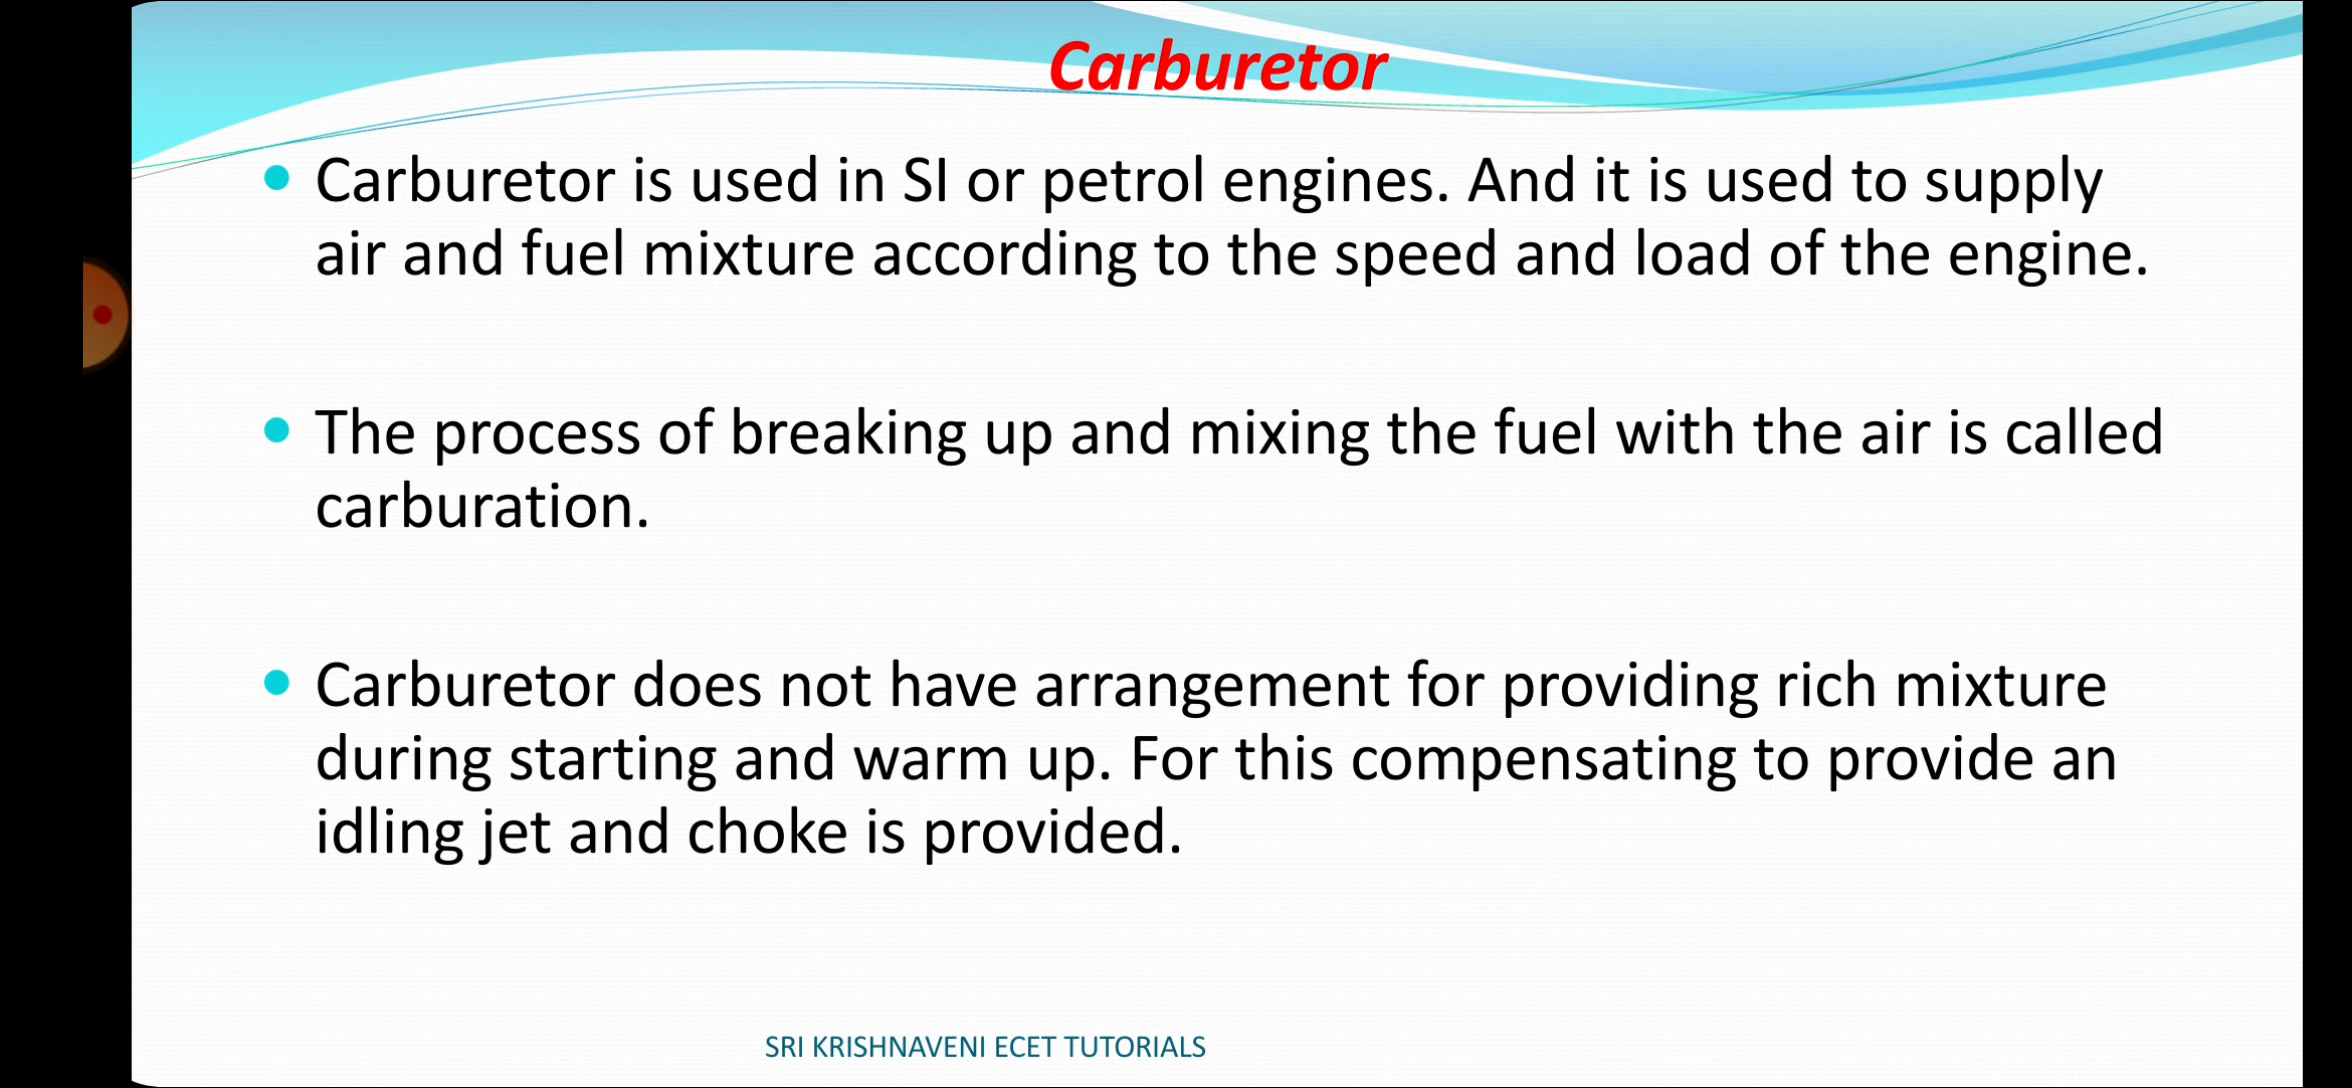 Carburetor
Carburetor is used in SI or petrol engines. And it is used to supply
air and fuel mixture according to the speed and load of the engine.
The process of breaking up and mixing the fuel with the air is called
carburation.
Carburetor does not have arrangement for providing rich mixture
during starting and warm up. For this compensating to provide an
idling jet and choke is provided.
SRI KRISHNAVENI ECET TUTORIALS